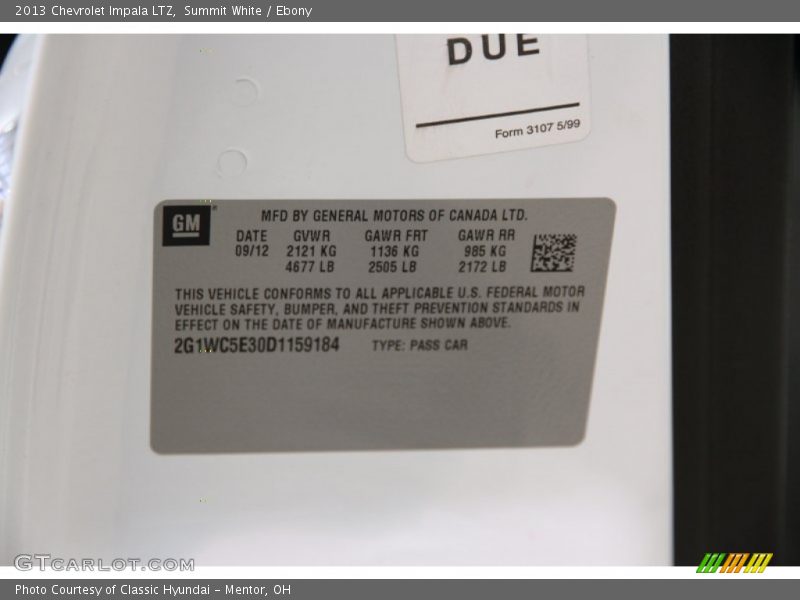 2013 Chevrolet Impala LTZ, Summit White / Ebony
DUE
Form 3107 5/99
GM
MFD BY GENERAL MOTORS OF CANADA LTD.
DATE GVWR GAWR FRT GAWR RR
09/12 2121 KG 1136 KG 985 KG
4677 LB 2505 LB 2172 LB
THIS VEHICLE CONFORMS TO ALL APPLICABLE U.S. FEDERAL MOTOR
VEHICLE SAFETY, BUMPER, AND THEFT PREVENTION STANDARDS IN
EFFECT ON THE DATE OF MANUFACTURE SHOWN ABOVE.
2G1WC5E30D1159184 TYPE: PASS CAR
GTCARLOT.COM
Photo Courtesy of Classic Hyundai - Mentor, OH